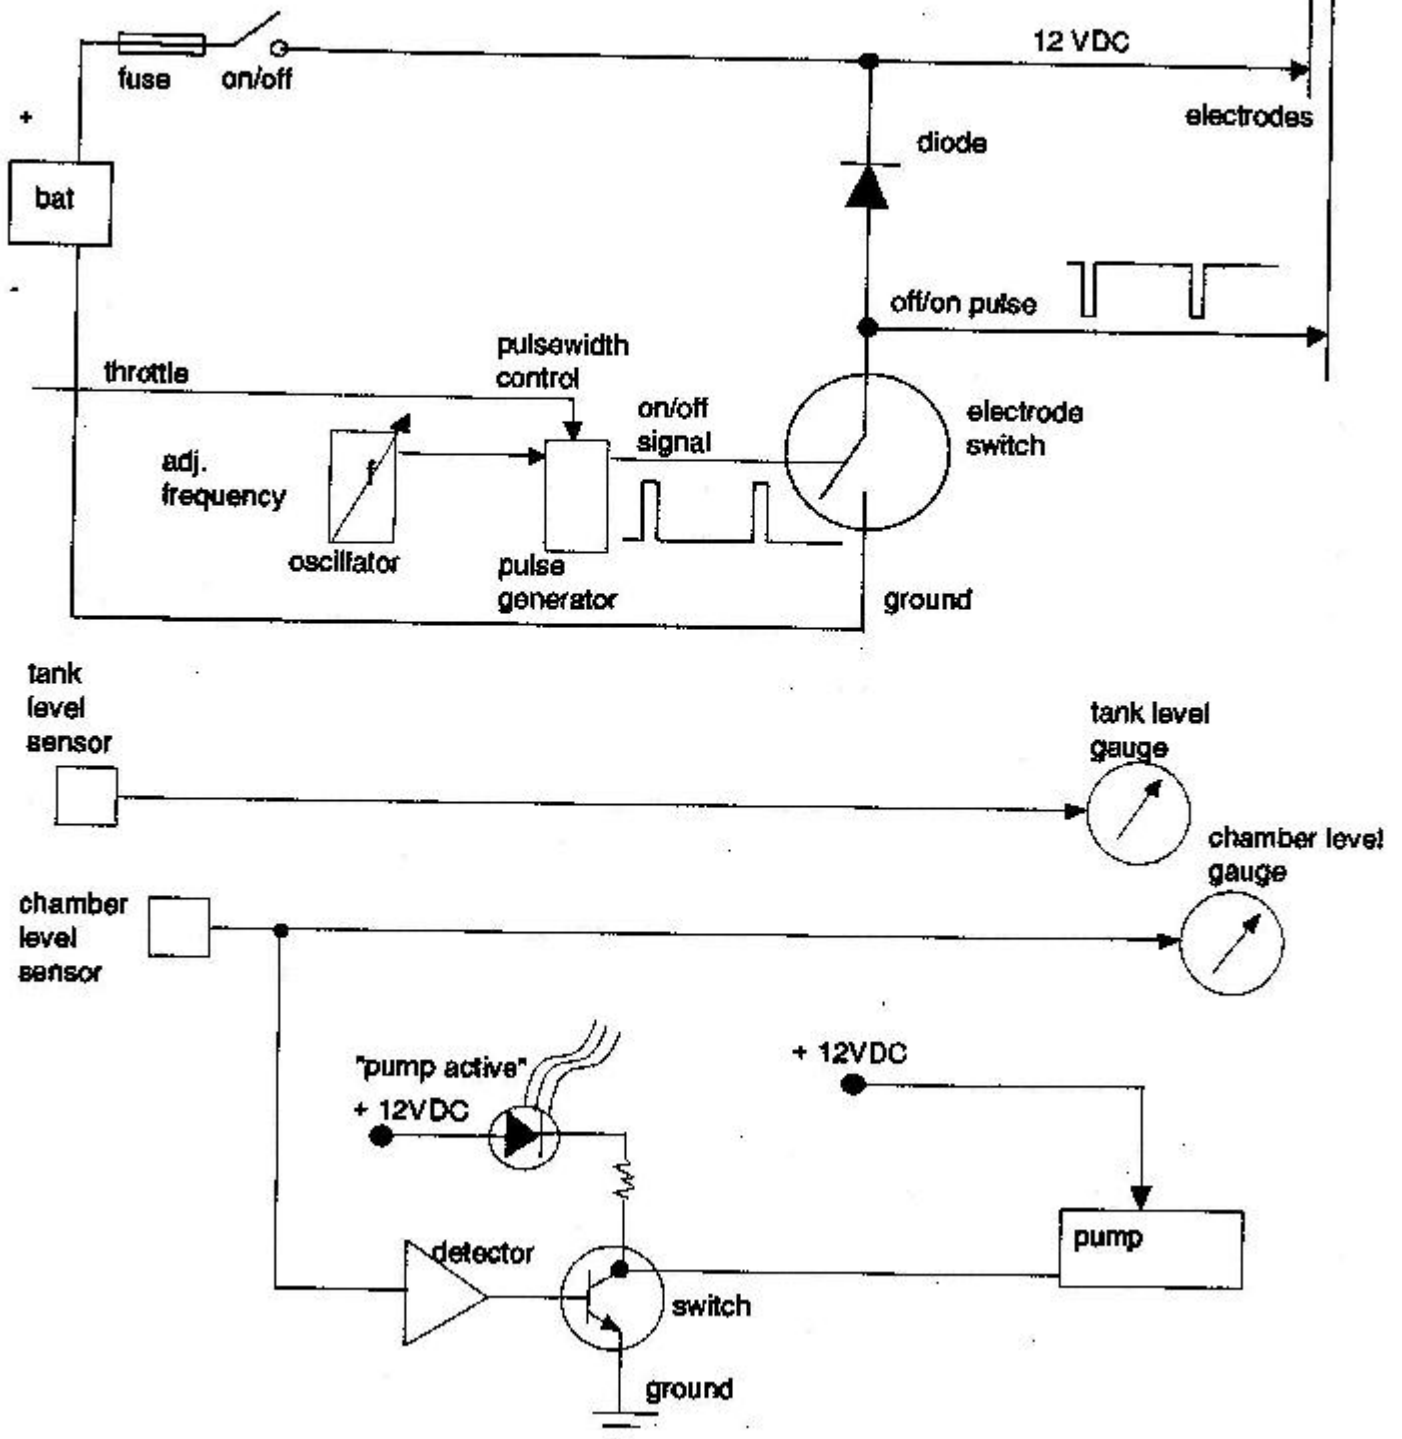 12 VDC
fuse
on/off
+
electrodes
diode
bat
-
off/on pulse
throttle
pulsewidth
control
on/off
signal
electrode
switch
adj.
frequency
f
oscillator
pulse
generator
ground
tank
level
sensor
tank level
gauge
chamber level
gauge
chamber
level
sensor
"pump active"
+ 12VDC
+ 12VDC
detector
pump
switch
ground